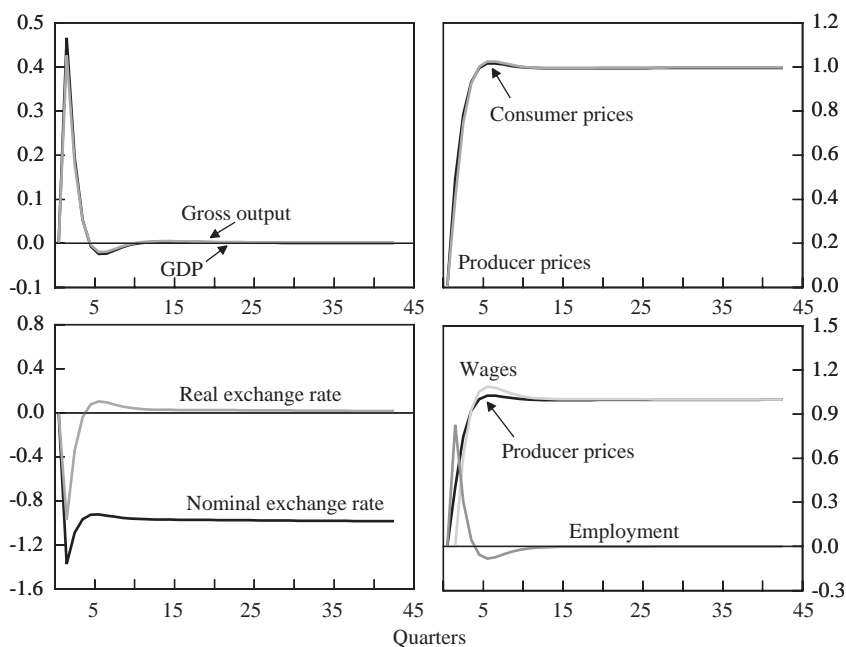 0.5
0.4
0.3
0.2
0.1
0.0
-0.1
Gross output
GDP
5 15 25 35 45
1.2
1.0
0.8
0.6
0.4
0.2
0.0
Consumer prices
Producer prices
5 15 25 35 45
0.8
0.4
0.0
-0.4
-0.8
-1.2
-1.6
Real exchange rate
Nominal exchange rate
5 15 25 35 45
1.5
1.2
0.9
0.6
0.3
0.0
-0.3
Wages
Producer prices
Employment
5 15 25 35 45
Quarters